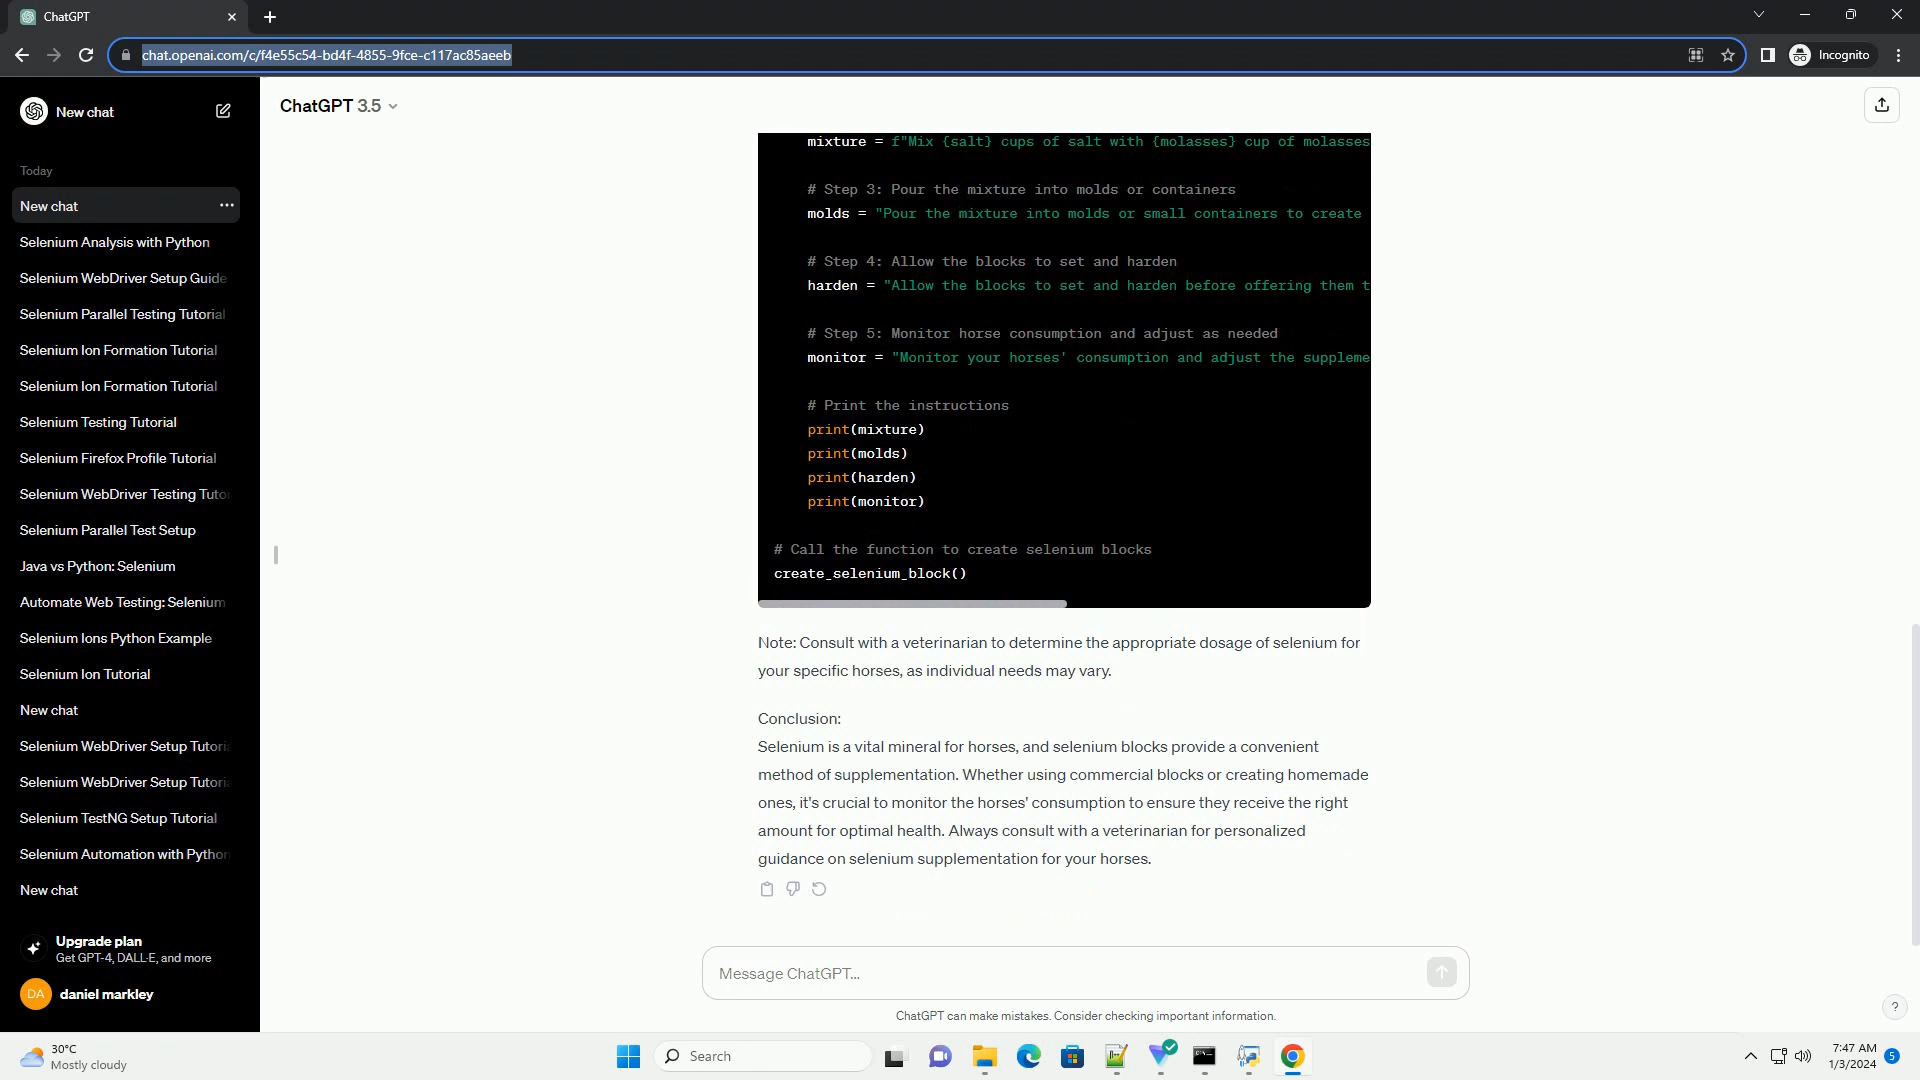 ChatGPT
chat.openai.com/c/f4e55c54-bd4f-4855-9fce-c117ac85aeeb
Incognito
New chat
Today
New chat
Selenium Analysis with Python
Selenium WebDriver Setup Guide
Selenium Parallel Testing Tutorial
Selenium Ion Formation Tutorial
Selenium Ion Formation Tutorial
Selenium Testing Tutorial
Selenium Firefox Profile Tutorial
Selenium WebDriver Testing Tuto
Selenium Parallel Test Setup
Java vs Python: Selenium
Automate Web Testing: Selenium
Selenium Ions Python Example
Selenium Ion Tutorial
New chat
Selenium WebDriver Setup Tutoria
Selenium WebDriver Setup Tutoria
Selenium TestNG Setup Tutorial
Selenium Automation with Python
New chat
Upgrade plan
Get GPT-4, DALL·E, and more
DA daniel markley
ChatGPT 3.5
mixture = f"Mix {salt} cups of salt with {molasses} cup of molasses
# Step 3: Pour the mixture into molds or containers
molds = "Pour the mixture into molds or small containers to create
# Step 4: Allow the blocks to set and harden
harden = "Allow the blocks to set and harden before offering them t
# Step 5: Monitor horse consumption and adjust as needed
monitor = "Monitor your horses' consumption and adjust the suppleme
# Print the instructions
print(mixture)
print(molds)
print(harden)
print(monitor)
# Call the function to create selenium blocks
create_selenium_block()
Note: Consult with a veterinarian to determine the appropriate dosage of selenium for
your specific horses, as individual needs may vary.
Conclusion:
Selenium is a vital mineral for horses, and selenium blocks provide a convenient
method of supplementation. Whether using commercial blocks or creating homemade
ones, it's crucial to monitor the horses' consumption to ensure they receive the right
amount for optimal health. Always consult with a veterinarian for personalized
guidance on selenium supplementation for your horses.
Message ChatGPT...
ChatGPT can make mistakes. Consider checking important information.
?
30°C
Mostly cloudy
Search
7:47 AM
1/3/2024
5